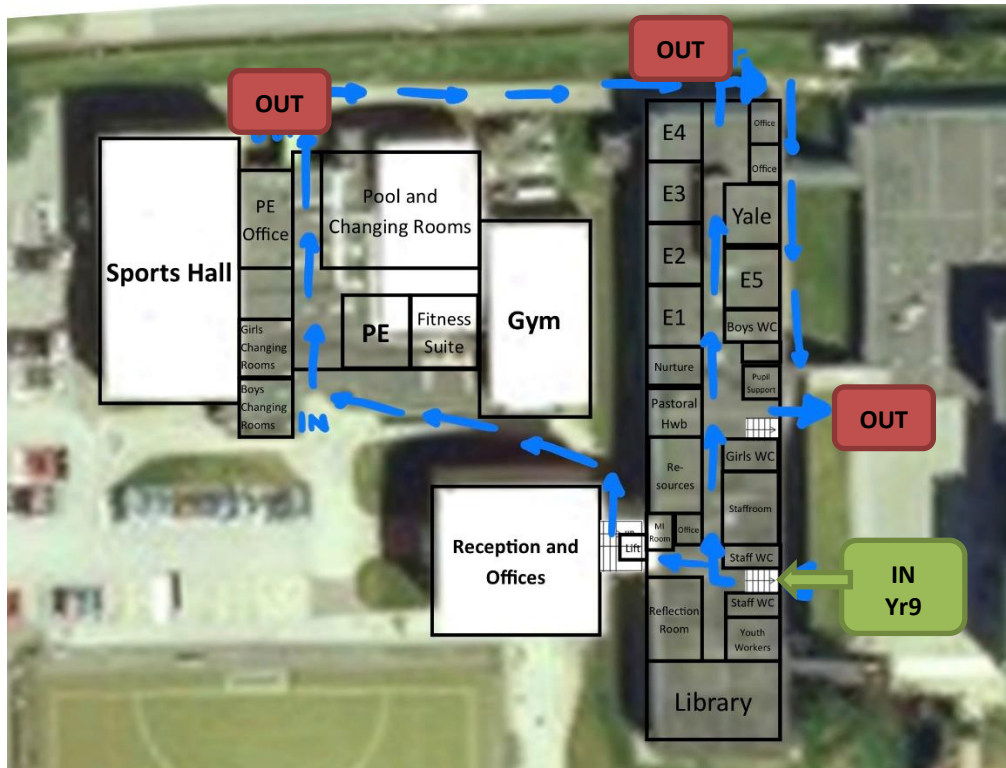 OUT
OUT
E4
Office
Office
PE
Office
Pool and
Changing Rooms
E3
Yale
Sports Hall
E2
E5
Girls
Changing
Rooms
PE
Fitness
Suite
Gym
E1
Boys WC
Nurture
Pupil
Support
Boys
Changing
Rooms
IN
Pastoral
Hwb
OUT
Re-
sources
Girls WC
Staffroom
MI
Room
Office
Lift
Reception and
Offices
Staff WC
IN
Yr9
Staff WC
Reflection
Room
Youth
Workers
Library